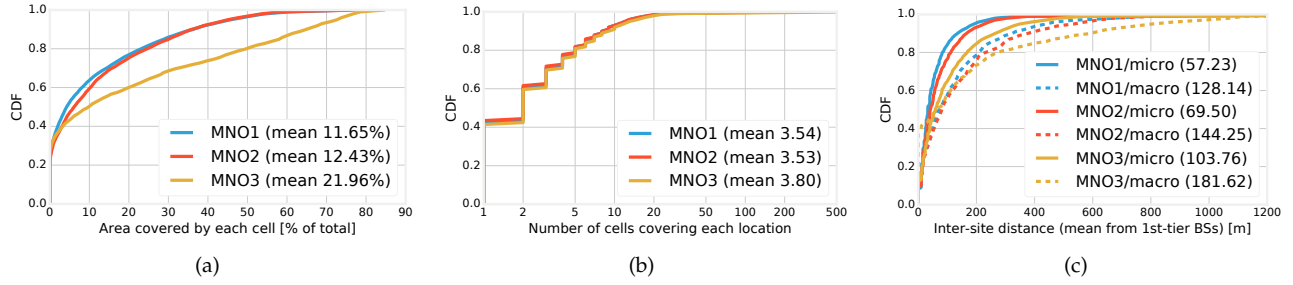 1.0
0.8
0.6
0.4
0.2
0.0
CDF
MNO1 (mean 11.65%)
MNO2 (mean 12.43%)
MNO3 (mean 21.96%)
0 10 20 30 40 50 60 70 80 90
Area covered by each cell [% of total]
(a)
1.0
0.8
0.6
0.4
0.2
0.0
CDF
MNO1 (mean 3.54)
MNO2 (mean 3.53)
MNO3 (mean 3.80)
1 2 5 10 20 50 100 200 500
Number of cells covering each location
(b)
1.0
0.8
0.6
0.4
0.2
0.0
CDF
MNO1/micro (57.23)
MNO1/macro (128.14)
MNO2/micro (69.50)
MNO2/macro (144.25)
MNO3/micro (103.76)
MNO3/macro (181.62)
0 200 400 600 800 1000 1200
Inter-site distance (mean from 1st-tier BSs) [m]
(c)